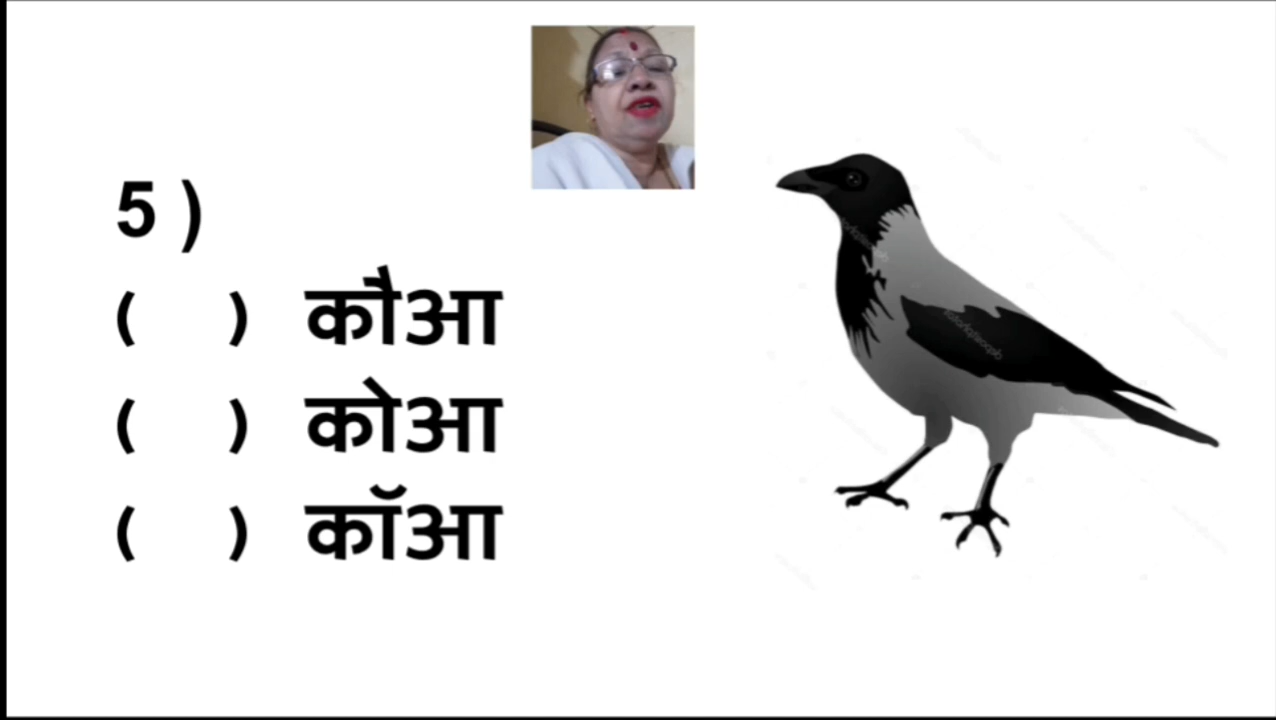 5 )
( ) कौआ
( ) कोआ
( ) कॉआ